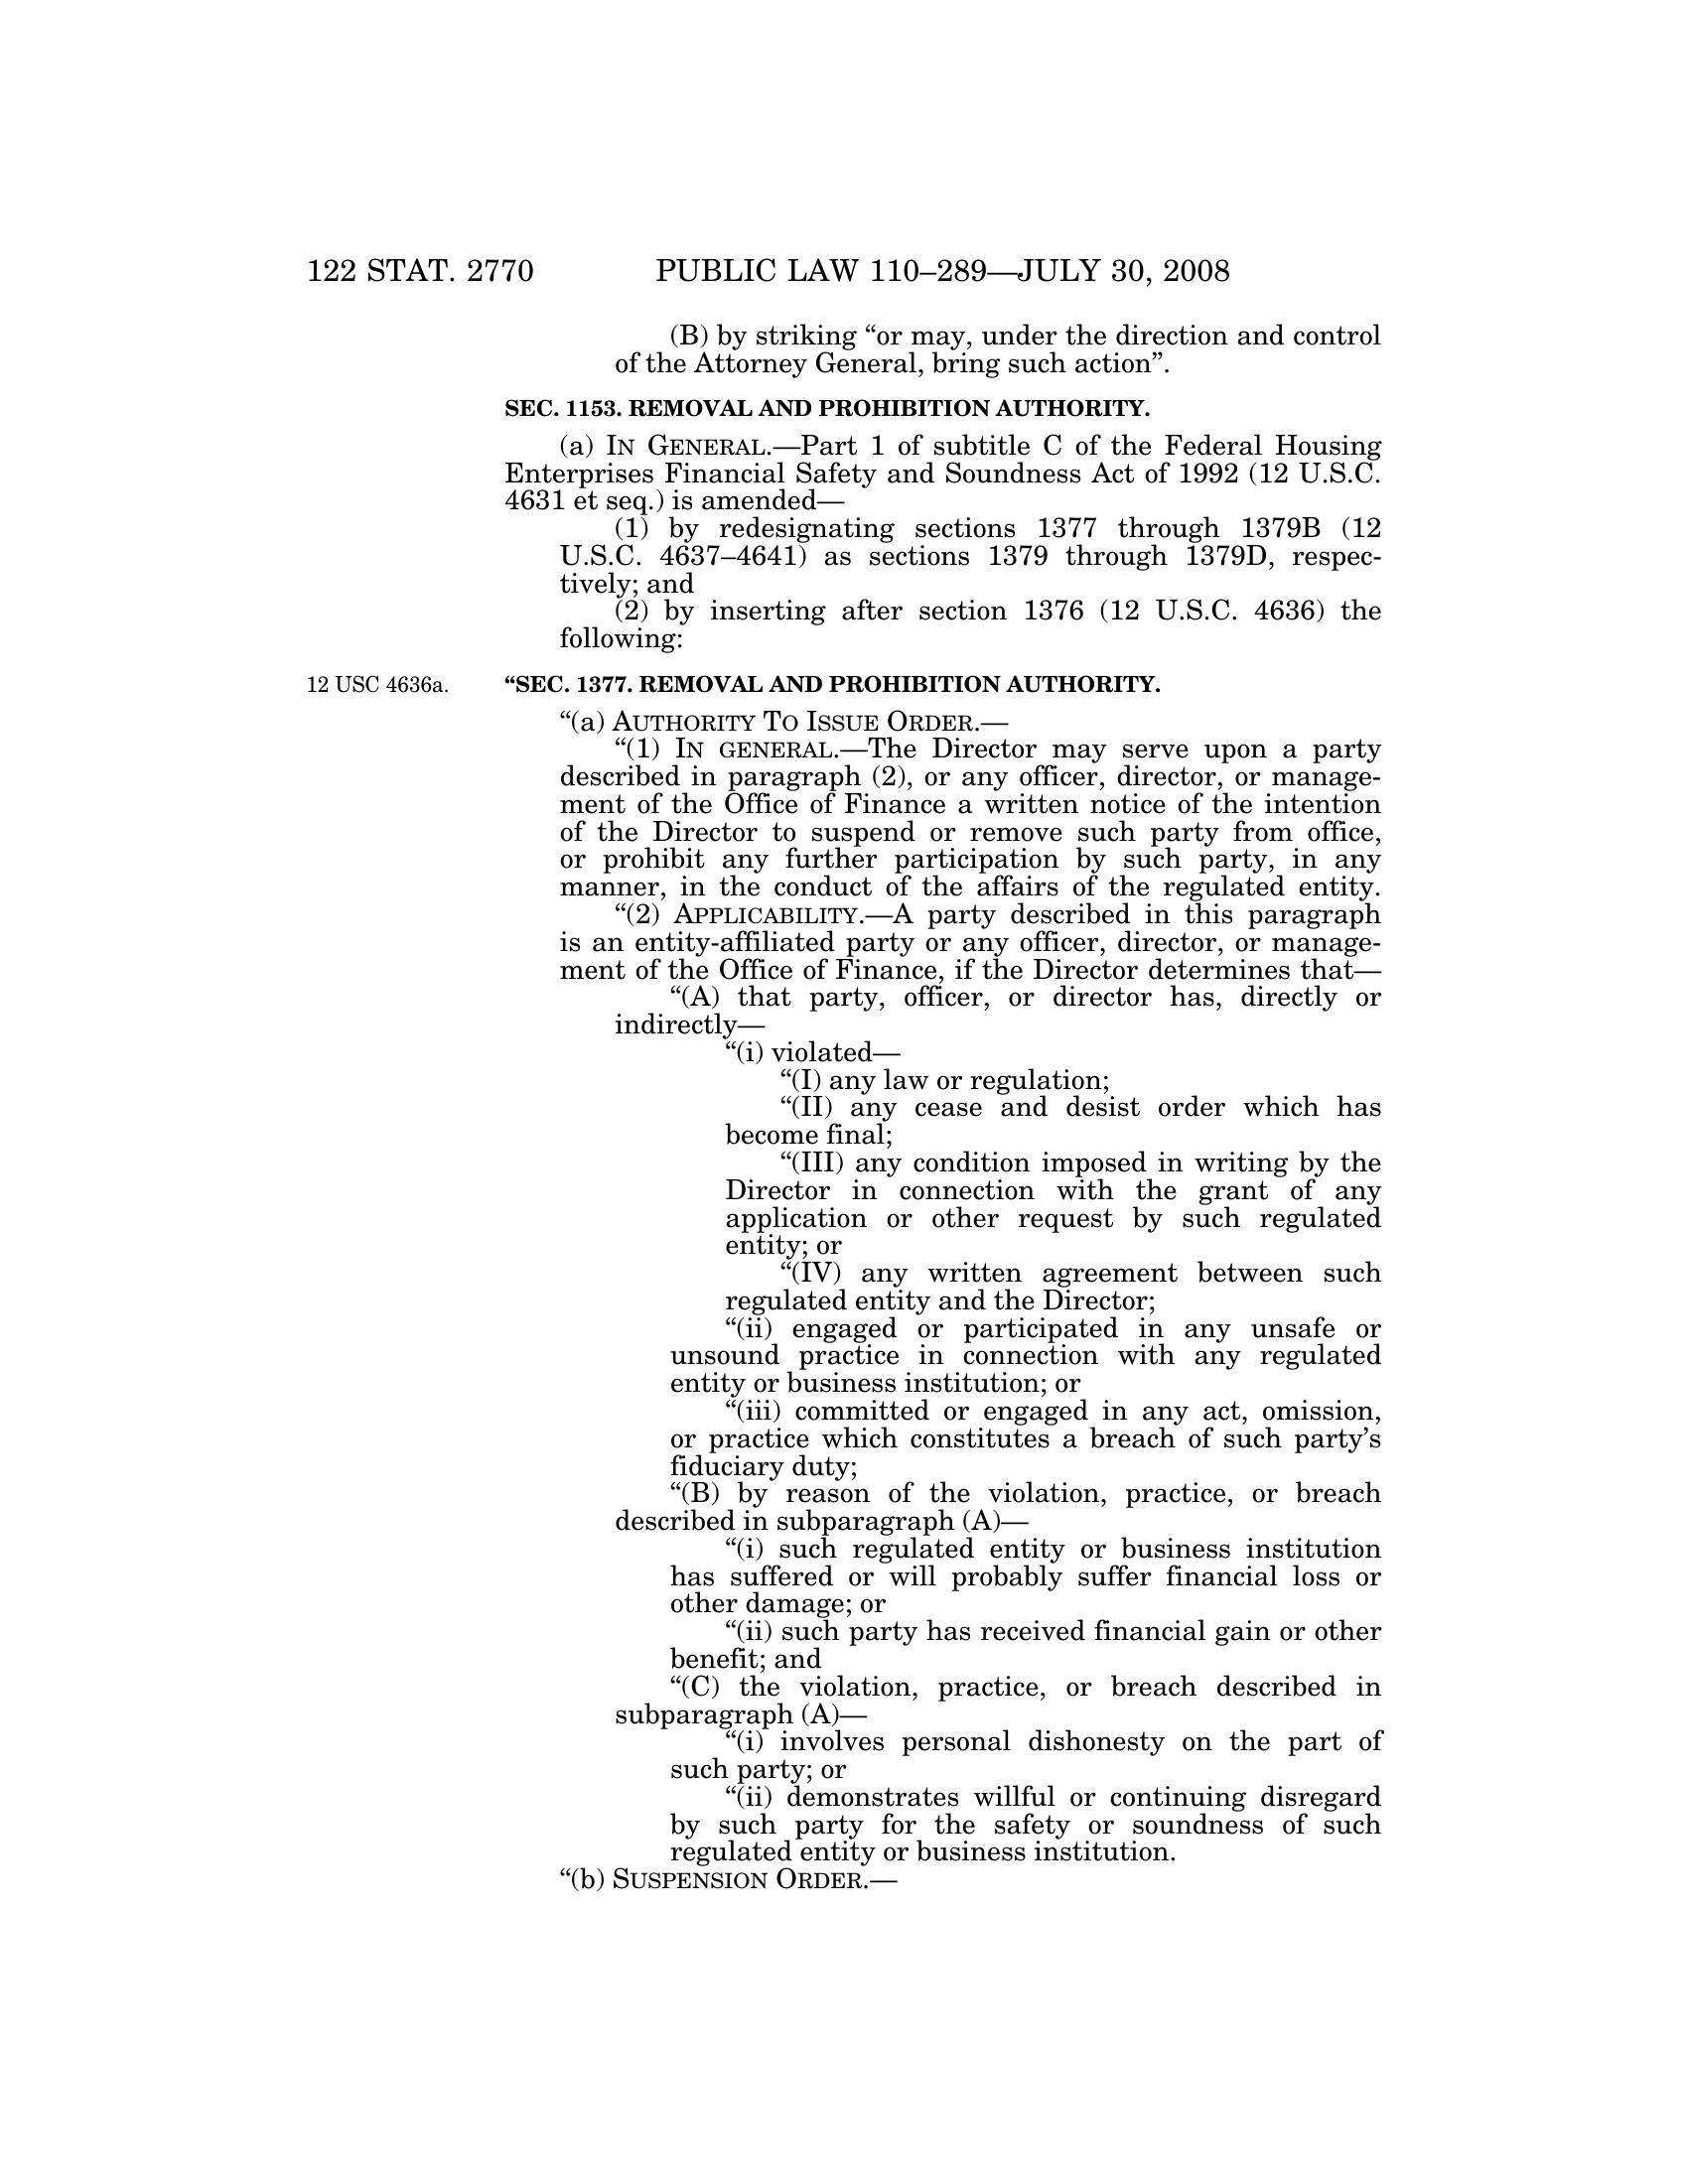 122 STAT. 2770 PUBLIC LAW 110–289—JULY 30, 2008
(B) by striking “or may, under the direction and control
of the Attorney General, bring such action”.
SEC. 1153. REMOVAL AND PROHIBITION AUTHORITY.
(a) IN GENERAL.—Part 1 of subtitle C of the Federal Housing
Enterprises Financial Safety and Soundness Act of 1992 (12 U.S.C.
4631 et seq.) is amended—
(1) by redesignating sections 1377 through 1379B (12
U.S.C. 4637–4641) as sections 1379 through 1379D, respec-
tively; and
(2) by inserting after section 1376 (12 U.S.C. 4636) the
following:
12 USC 4636a. “SEC. 1377. REMOVAL AND PROHIBITION AUTHORITY.
“(a) AUTHORITY TO ISSUE ORDER.—
“(1) IN GENERAL.—The Director may serve upon a party
described in paragraph (2), or any officer, director, or manage-
ment of the Office of Finance a written notice of the intention
of the Director to suspend or remove such party from office,
or prohibit any further participation by such party, in any
manner, in the conduct of the affairs of the regulated entity.
“(2) APPLICABILITY.—A party described in this paragraph
is an entity-affiliated party or any officer, director, or manage-
ment of the Office of Finance, if the Director determines that—
“(A) that party, officer, or director has, directly or
indirectly—
“(i) violated—
“(I) any law or regulation;
“(II) any cease and desist order which has
become final;
“(III) any condition imposed in writing by the
Director in connection with the grant of any
application or other request by such regulated
entity; or
“(IV) any written agreement between such
regulated entity and the Director;
“(ii) engaged or participated in any unsafe or
unsound practice in connection with any regulated
entity or business institution; or
“(iii) committed or engaged in any act, omission,
or practice which constitutes a breach of such party’s
fiduciary duty;
“(B) by reason of the violation, practice, or breach
described in subparagraph (A)—
“(i) such regulated entity or business institution
has suffered or will probably suffer financial loss or
other damage; or
“(ii) such party has received financial gain or other
benefit; and
“(C) the violation, practice, or breach described in
subparagraph (A)—
“(i) involves personal dishonesty on the part of
such party; or
“(ii) demonstrates willful or continuing disregard
by such party for the safety or soundness of such
regulated entity or business institution.
“(b) SUSPENSION ORDER.—